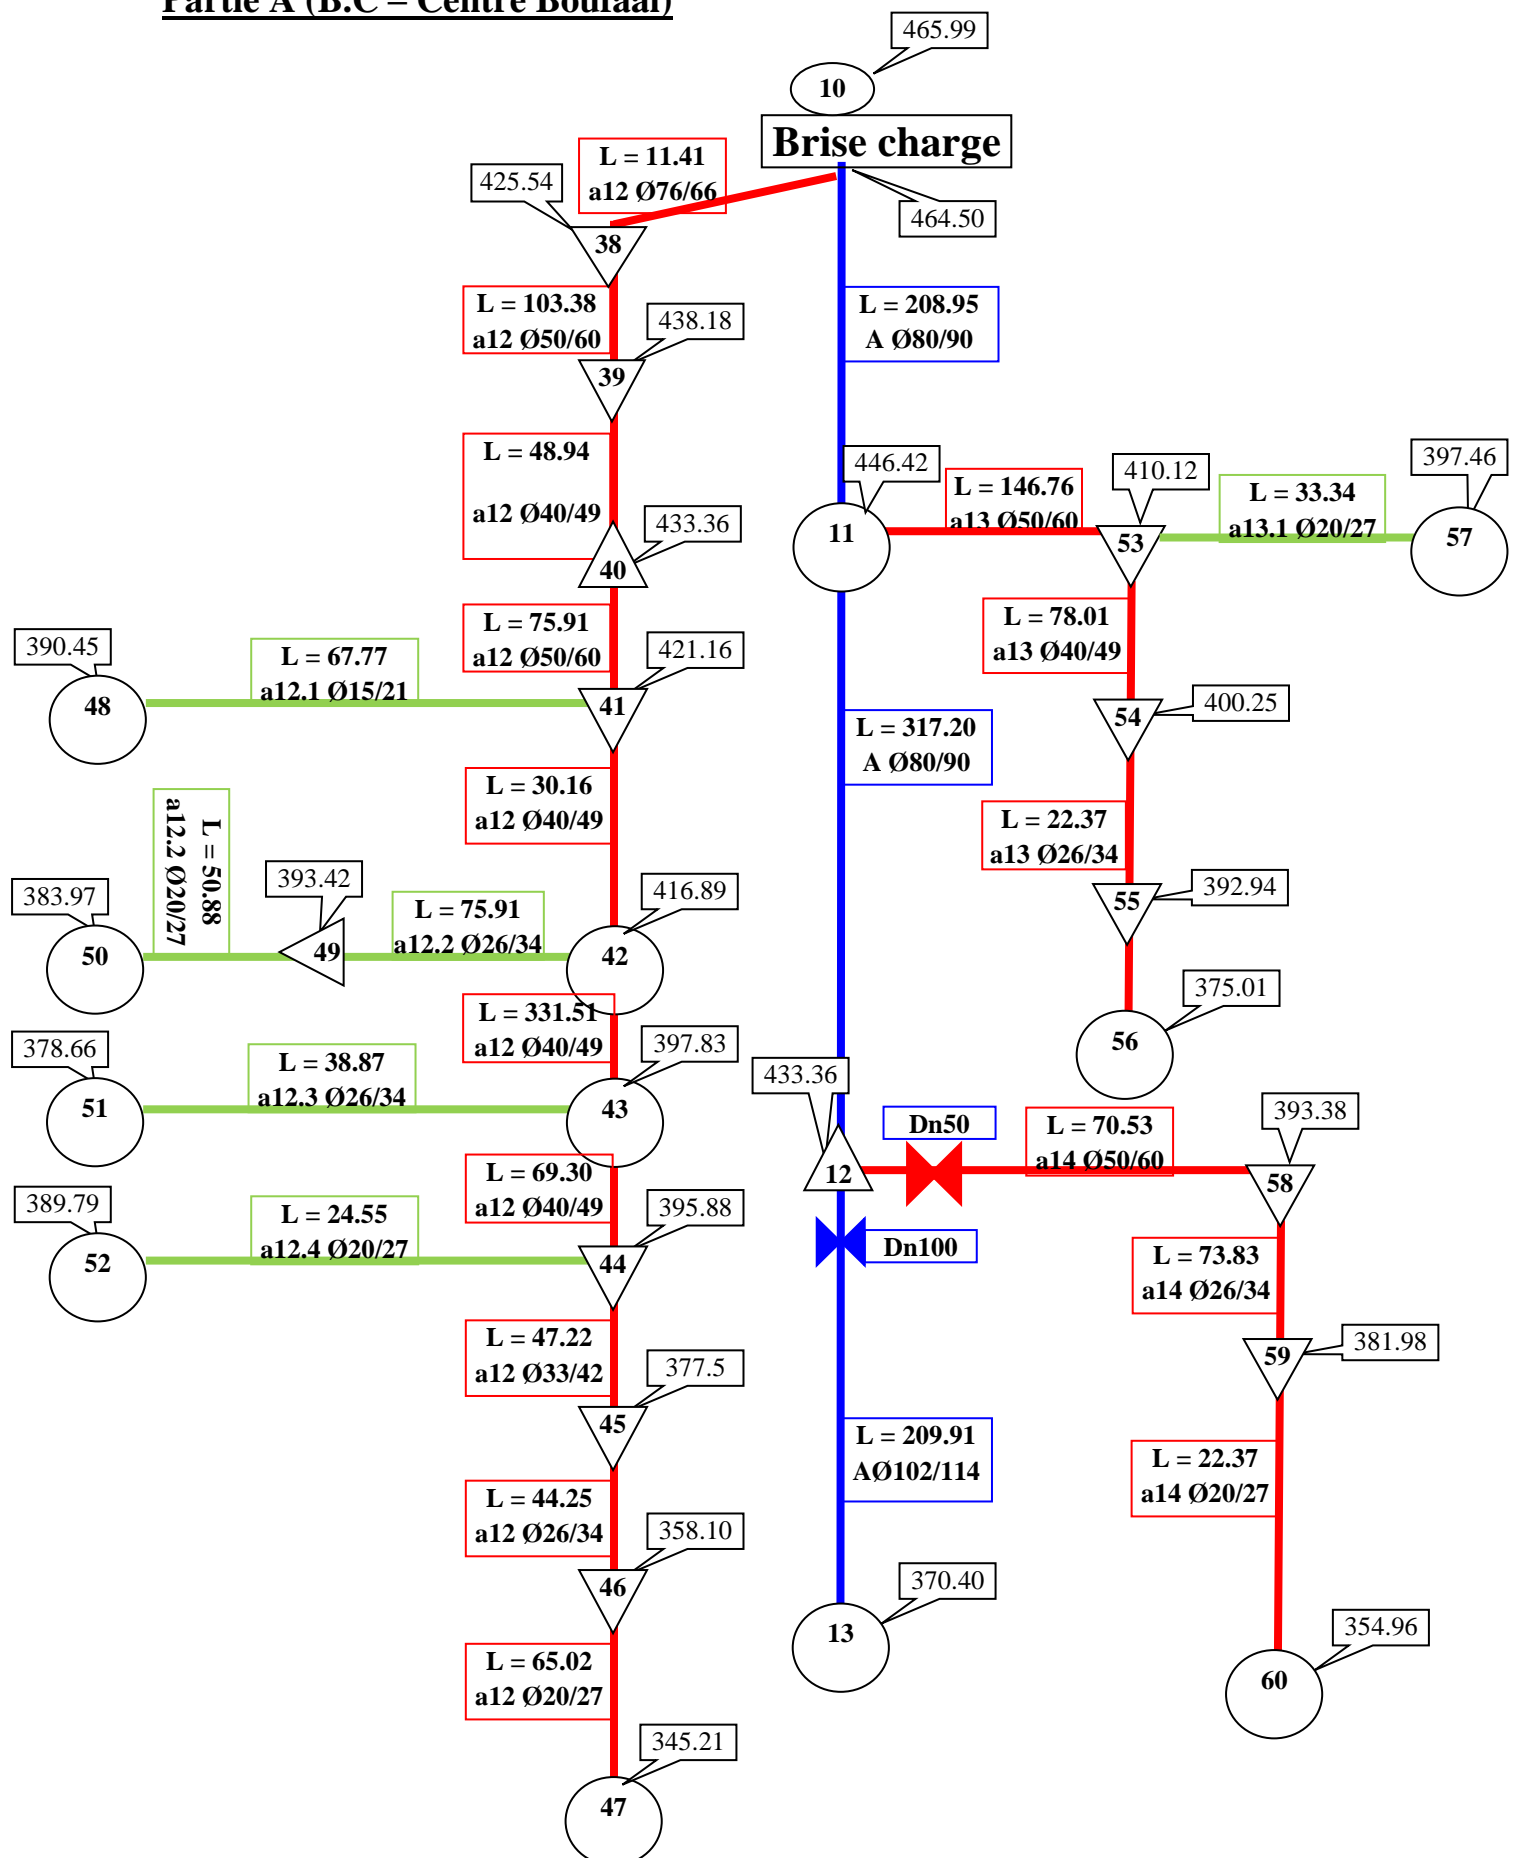 Partie A (B.C – Centre Boufaal)
465.99
10
Brise charge
464.50
L = 11.41
a12 Ø76/66
425.54
38
L = 103.38
a12 Ø50/60
438.18
39
L = 208.95
A Ø80/90
L = 48.94
a12 Ø40/49
433.36
40
446.42
11
L = 146.76
a13 Ø50/60
410.12
53
L = 33.34
a13.1 Ø20/27
397.46
57
L = 75.91
a12 Ø50/60
421.16
41
390.45
48
L = 67.77
a12.1 Ø15/21
L = 78.01
a13 Ø40/49
400.25
54
L = 317.20
A Ø80/90
L = 30.16
a12 Ø40/49
L = 50.88
a12.2 Ø20/27
393.42
49
383.97
50
L = 75.91
a12.2 Ø26/34
416.89
42
L = 22.37
a13 Ø26/34
392.94
55
375.01
56
L = 331.51
a12 Ø40/49
397.83
43
378.66
51
L = 38.87
a12.3 Ø26/34
433.36
12
Dn50
L = 70.53
a14 Ø50/60
393.38
58
L = 69.30
a12 Ø40/49
395.88
44
389.79
52
L = 24.55
a12.4 Ø20/27
Dn100
L = 73.83
a14 Ø26/34
381.98
59
L = 47.22
a12 Ø33/42
377.5
45
L = 209.91
AØ102/114
L = 22.37
a14 Ø20/27
L = 44.25
a12 Ø26/34
358.10
46
370.40
13
354.96
60
L = 65.02
a12 Ø20/27
345.21
47